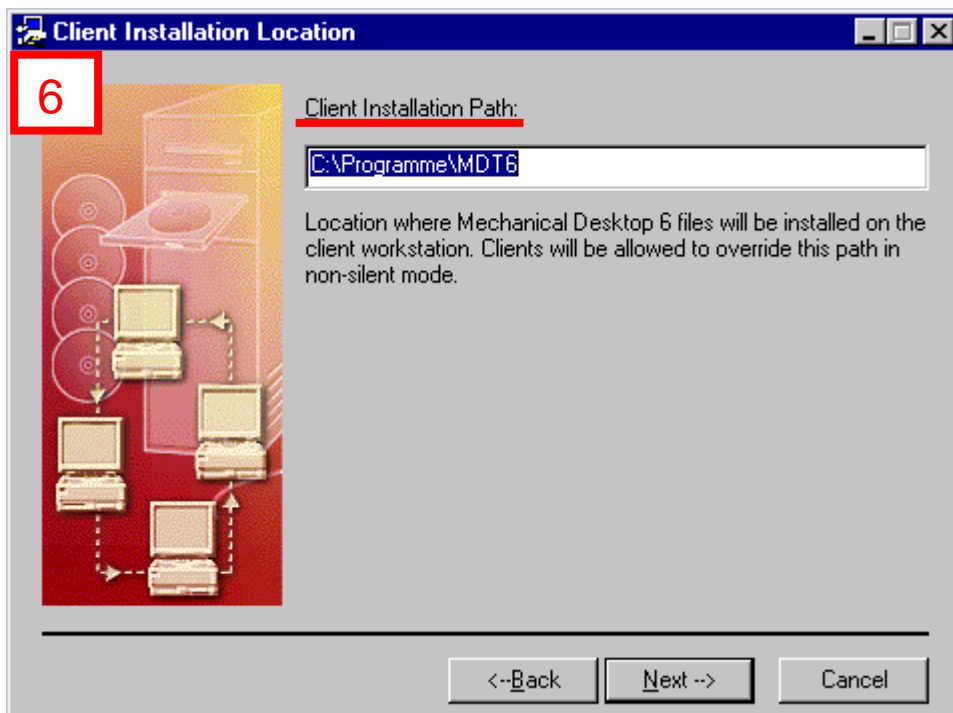 Client Installation Location
6
Client Installation Path:
C:\Programme\MDT6
Location where Mechanical Desktop 6 files will be installed on the
client workstation. Clients will be allowed to override this path in
non-silent mode.
<--Back
Next -->
Cancel